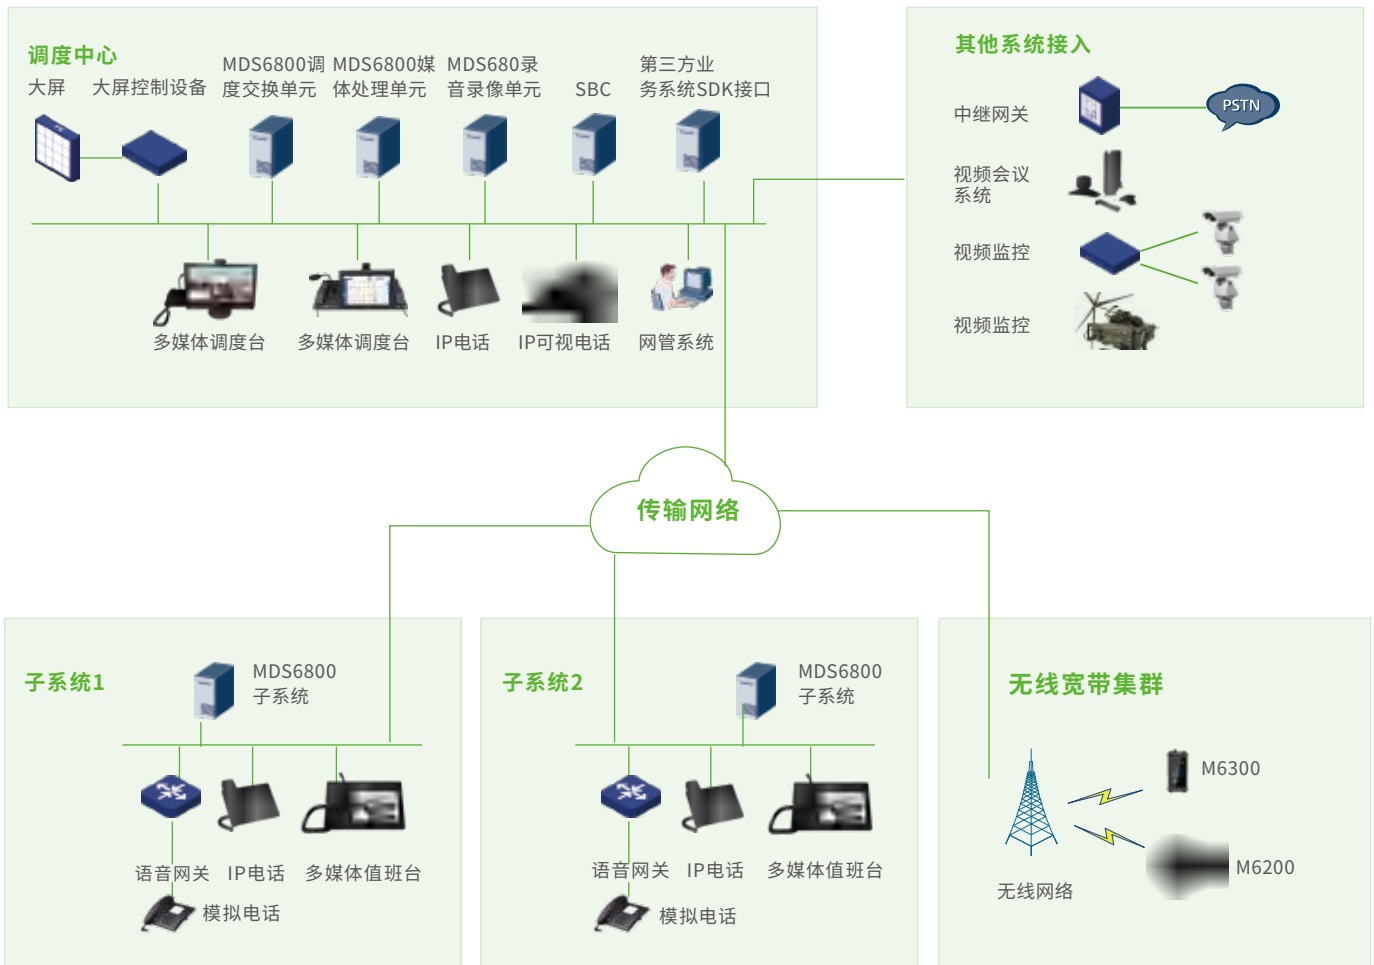 调度中心
大屏
大屏控制设备
MDS6800调
度交换单元
MDS6800媒
体处理单元
MDS680录
音录像单元
SBC
第三方业
务系统SDK接口
多媒体调度台
多媒体调度台
IP电话
IP可视电话
网管系统
其他系统接入
中继网关
PSTN
视频会议
系统
视频监控
视频监控
传输网络
子系统1
MDS6800
子系统
语音网关
IP电话
多媒体值班台
模拟电话
子系统2
MDS6800
子系统
语音网关
IP电话
多媒体值班台
模拟电话
无线宽带集群
M6300
M6200
无线网络